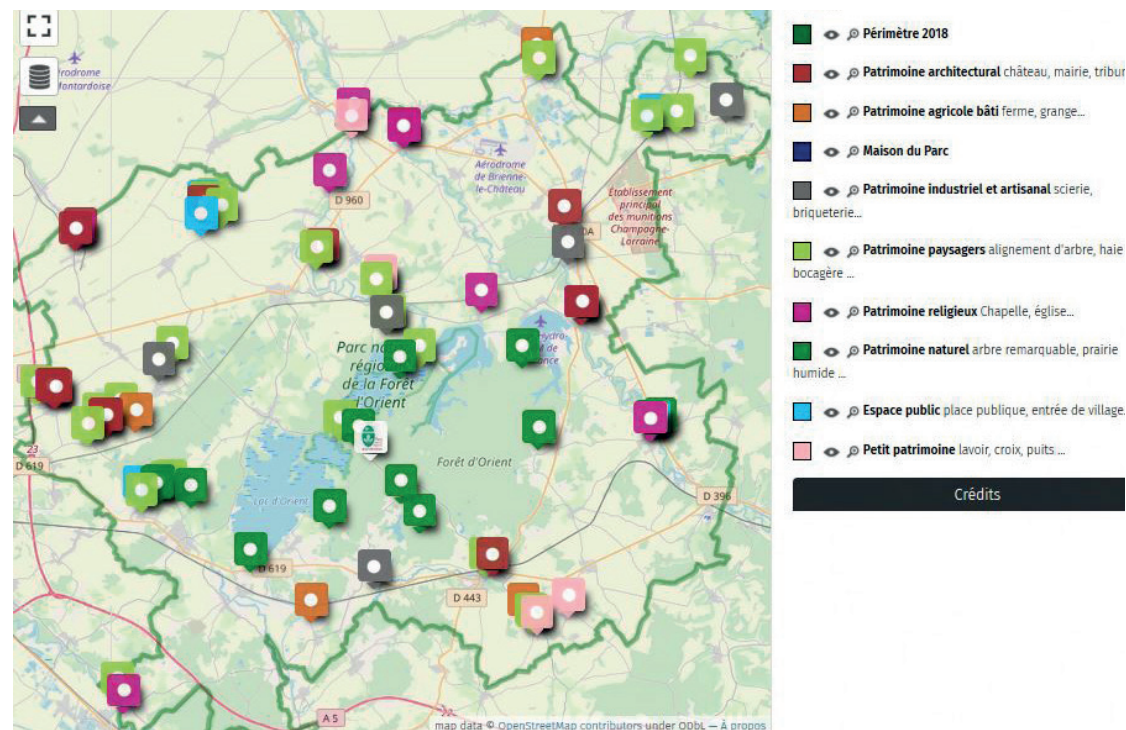 érodrome
ontardoise
Aérodrome
de Brienne-
le-Château
D 960
Établissement
principal
des munitions
Champagne-
Lorraine
0A
Parc na
région
de la Forêt
d'Orient
Forêt d'Orient
Lac d'Orient
23
D 619
D 396
D 619
D 443
A 5
map data © OpenStreetMap contributors under ODbL — À propos
Périmètre 2018
Patrimoine architectural château, mairie, tribun
Patrimoine agricole bâti ferme, grange...
Maison du Parc
Patrimoine industriel et artisanal scierie,
briqueterie...
Patrimoine paysagers alignement d'arbre, haie
bocagère ...
Patrimoine religieux Chapelle, église...
Patrimoine naturel arbre remarquable, prairie
humide ...
Espace public place publique, entrée de village.
Petit patrimoine lavoir, croix, puits ...
Crédits